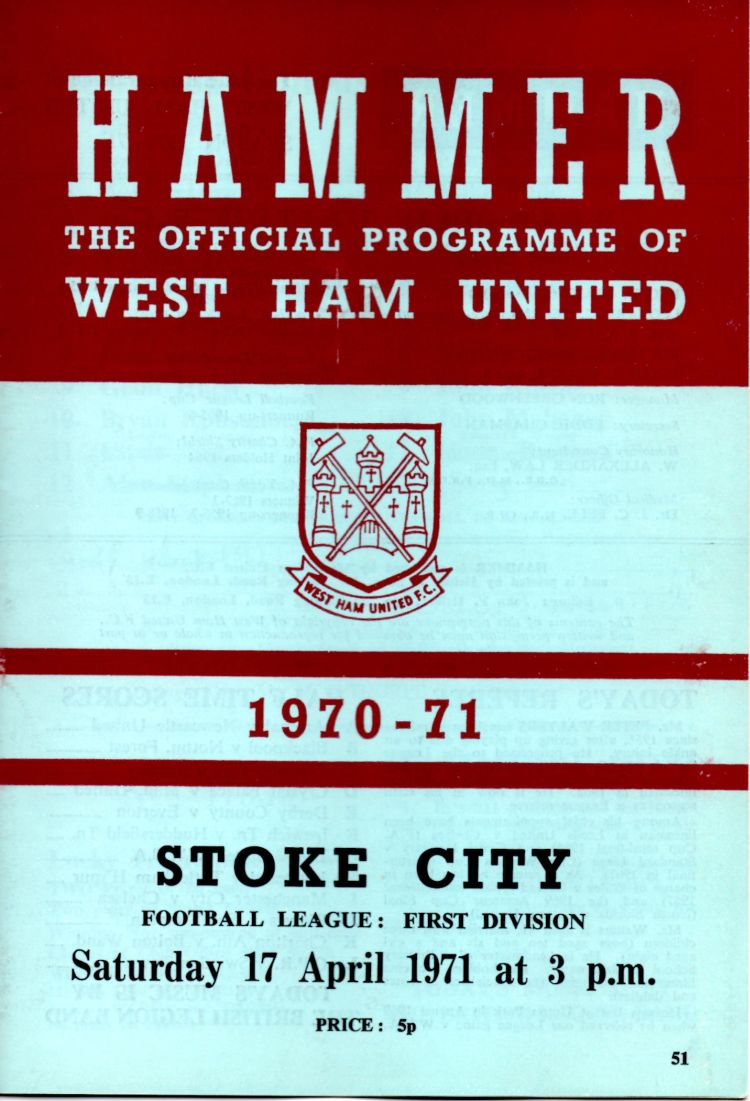 HAMMER
THE OFFICIAL PROGRAMME OF
WEST HAM UNITED
WEST HAM UNITED F.C.
1970-71
STOKE CITY
FOOTBALL LEAGUE: FIRST DIVISION
Saturday 17 April 1971 at 3 p.m.
PRICE: 5p
51